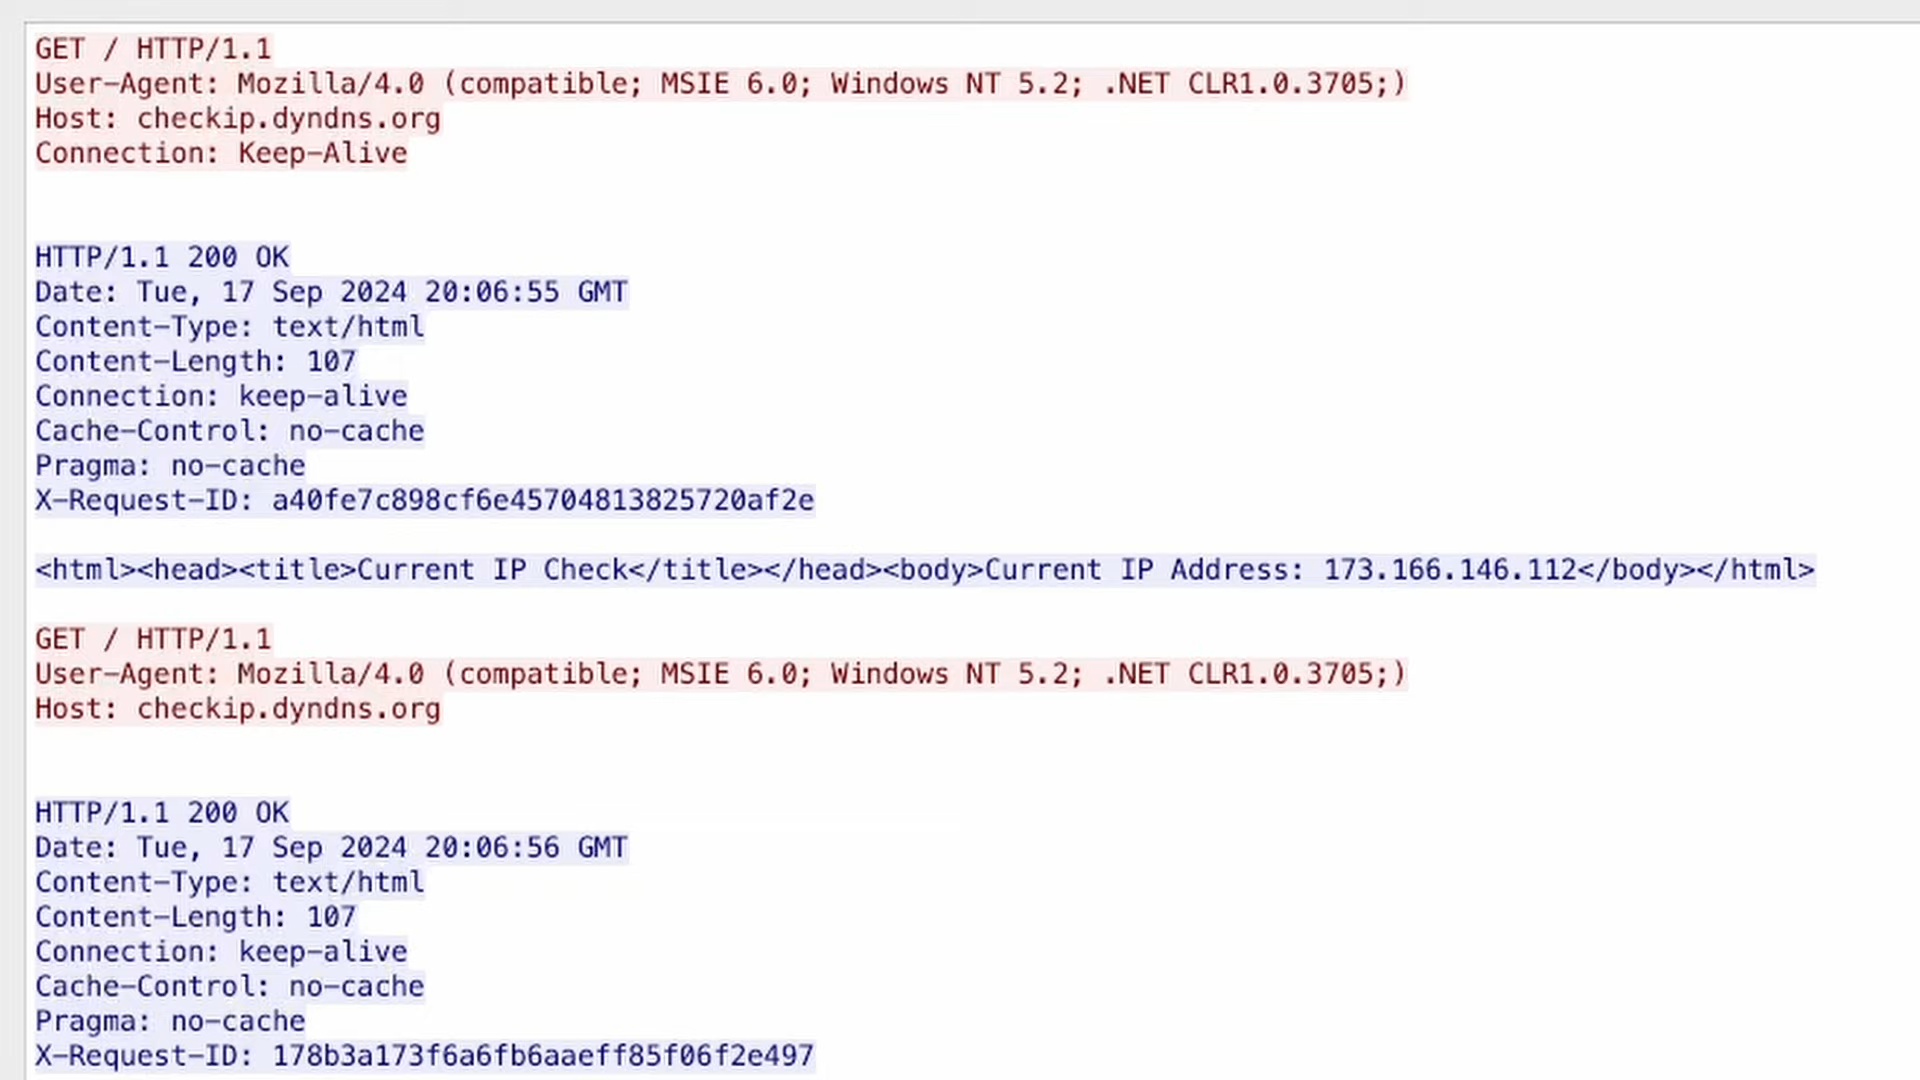 GET / HTTP/1.1
User-Agent: Mozilla/4.0 (compatible; MSIE 6.0; Windows NT 5.2; .NET CLR1.0.3705;)
Host: checkip.dyndns.org
Connection: Keep-Alive
HTTP/1.1 200 OK
Date: Tue, 17 Sep 2024 20:06:55 GMT
Content-Type: text/html
Content-Length: 107
Connection: keep-alive
Cache-Control: no-cache
Pragma: no-cache
X-Request-ID: a40fe7c898cf6e45704813825720af2e
<html><head><title>Current IP Check</title></head><body>Current IP Address: 173.166.146.112</body></html>
GET / HTTP/1.1
User-Agent: Mozilla/4.0 (compatible; MSIE 6.0; Windows NT 5.2; .NET CLR1.0.3705;)
Host: checkip.dyndns.org
HTTP/1.1 200 OK
Date: Tue, 17 Sep 2024 20:06:56 GMT
Content-Type: text/html
Content-Length: 107
Connection: keep-alive
Cache-Control: no-cache
Pragma: no-cache
X-Request-ID: 178b3a173f6a6fb6aaeff85f06f2e497